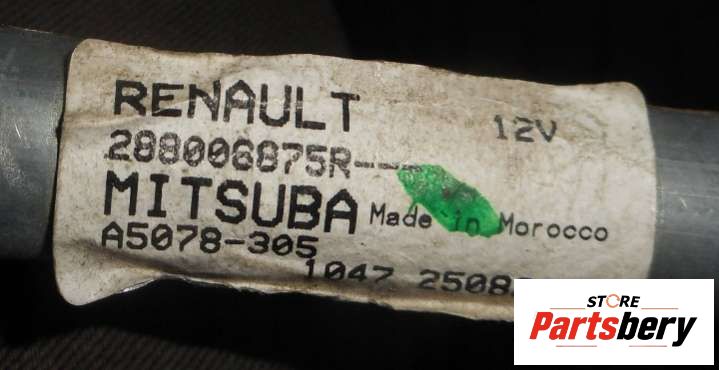 RENAULT 12V
288006875R---
MITSUBA Made in Morocco
A5078-305
1047
STORE
Partsbery